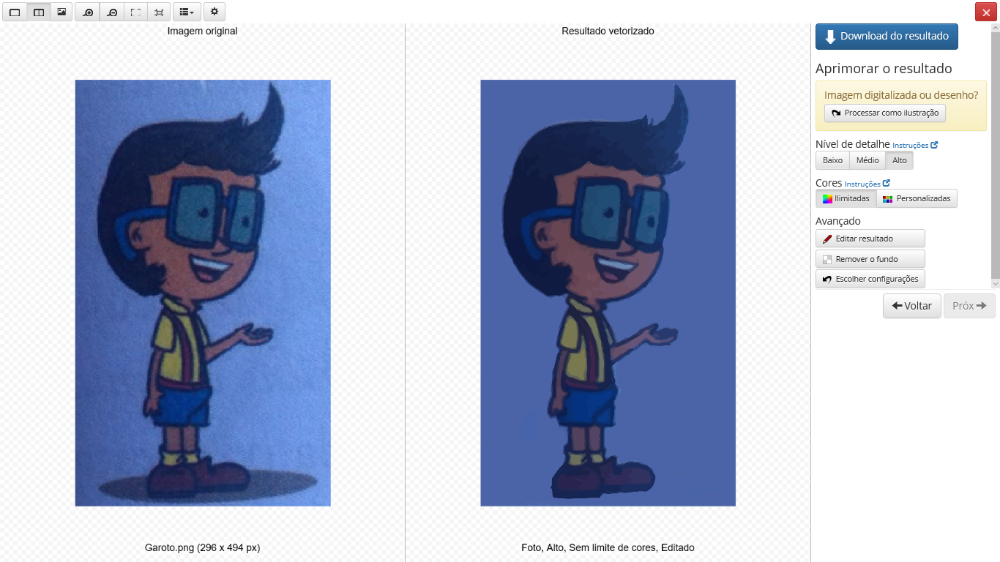 Imagem original
Resultado vetorizado
Download do resultado
Aprimorar o resultado
Imagem digitalizada ou desenho?
Processar como ilustração
Nível de detalhe Instruções
Baixo Médio Alto
Cores Instruções
Ilimitadas Personalizadas
Avançado
Editar resultado
Remover o fundo
Escolher configurações
Voltar Próx
Garoto.png (296 x 494 px)
Foto, Alto, Sem limite de cores, Editado